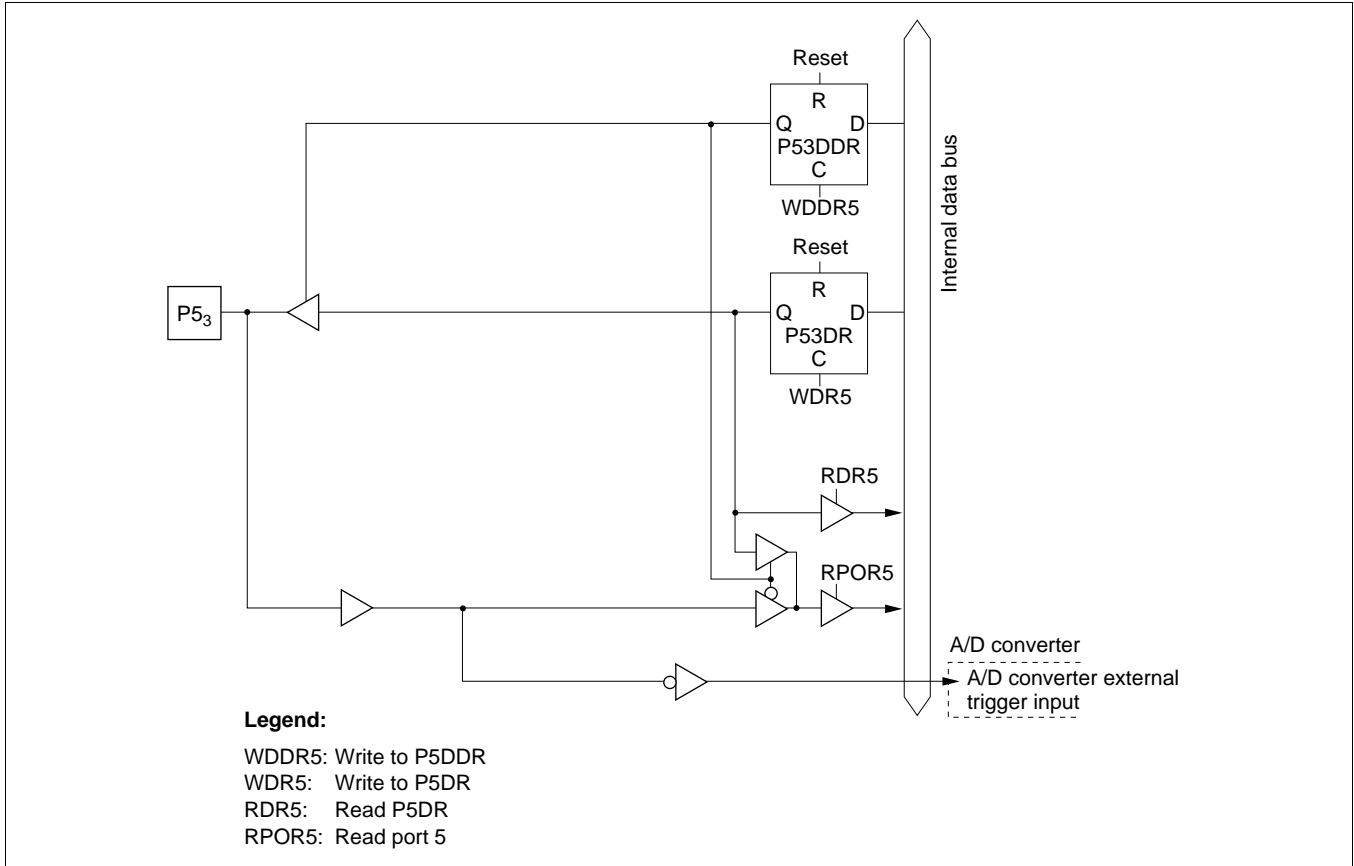 Reset
R
Q D
P53DDR
C
WDDR5
Internal data bus
Reset
R
P5₃
Q D
P53DR
C
WDR5
RDR5
RPOR5
A/D converter
A/D converter external
trigger input
Legend:
WDDR5: Write to P5DDR
WDR5: Write to P5DR
RDR5: Read P5DR
RPOR5: Read port 5